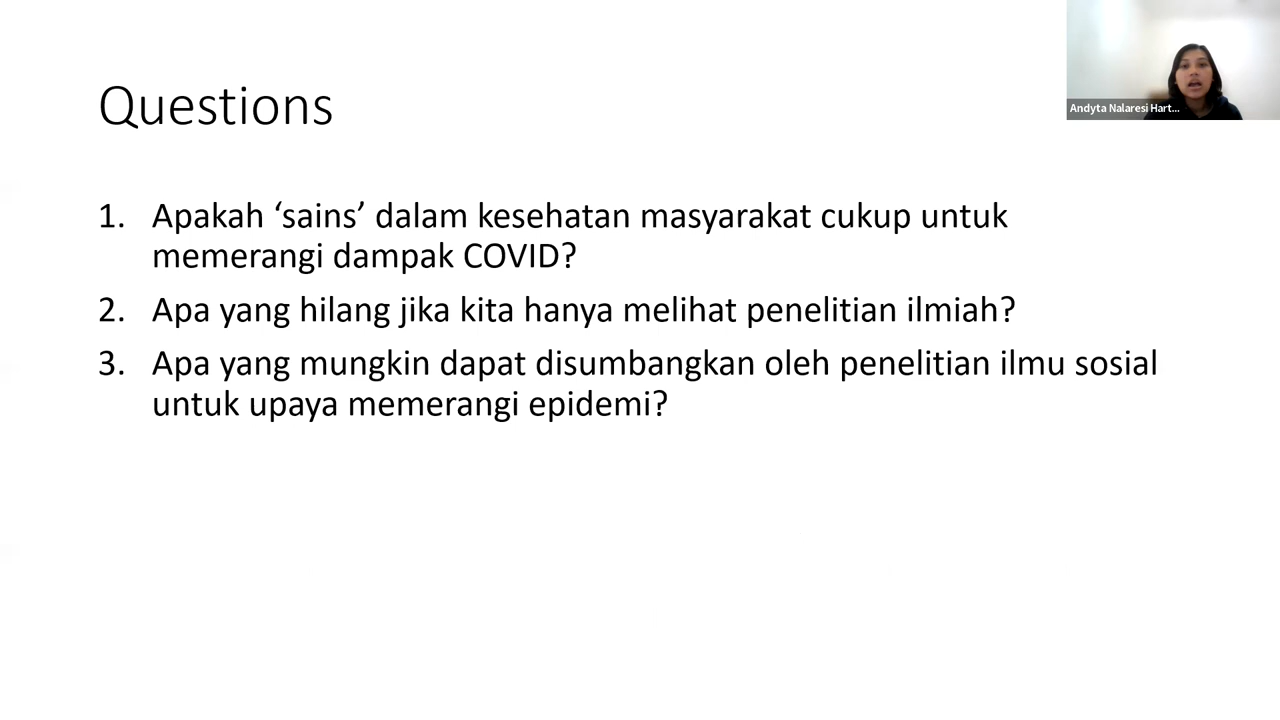 Questions
Andyta Nalaresi Hart...
1. Apakah ‘sains’ dalam kesehatan masyarakat cukup untuk
memerangi dampak COVID?
2. Apa yang hilang jika kita hanya melihat penelitian ilmiah?
3. Apa yang mungkin dapat disumbangkan oleh penelitian ilmu sosial
untuk upaya memerangi epidemi?